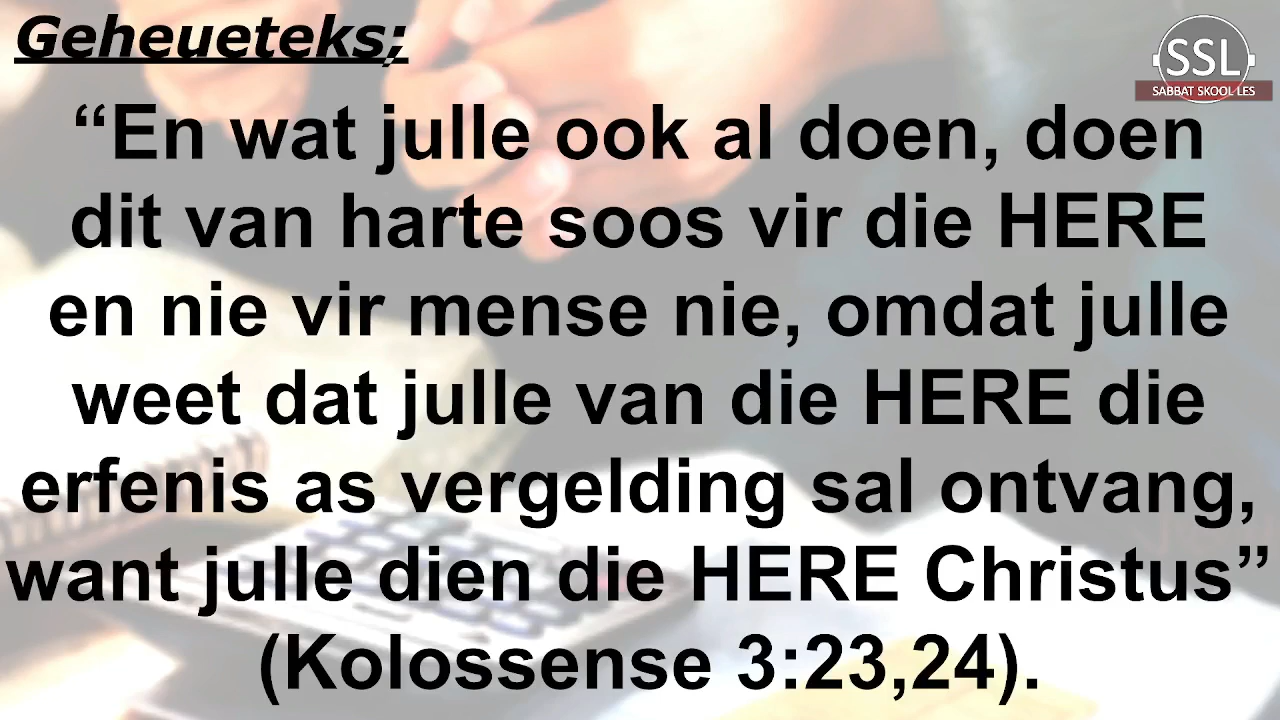 Geheueteks;
SSL
SABBAT SKOOL LES
“En wat julle ook al doen, doen
dit van harte soos vir die HERE
en nie vir mense nie, omdat julle
weet dat julle van die HERE die
erfenis as vergelding sal ontvang,
want julle dien die HERE Christus”
(Kolossense 3:23,24).